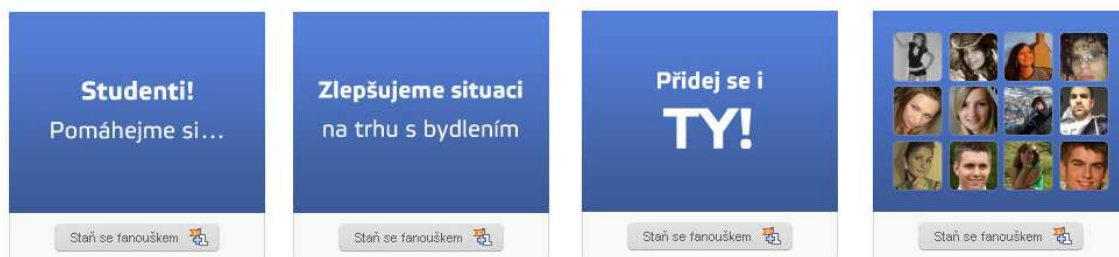 Studenti!
Pomáhejme si...
Staň se fanouškem
Zlepšujeme situaci
na trhu s bydlením
Staň se fanouškem
Přidej se i
TY!
Staň se fanouškem
Staň se fanouškem